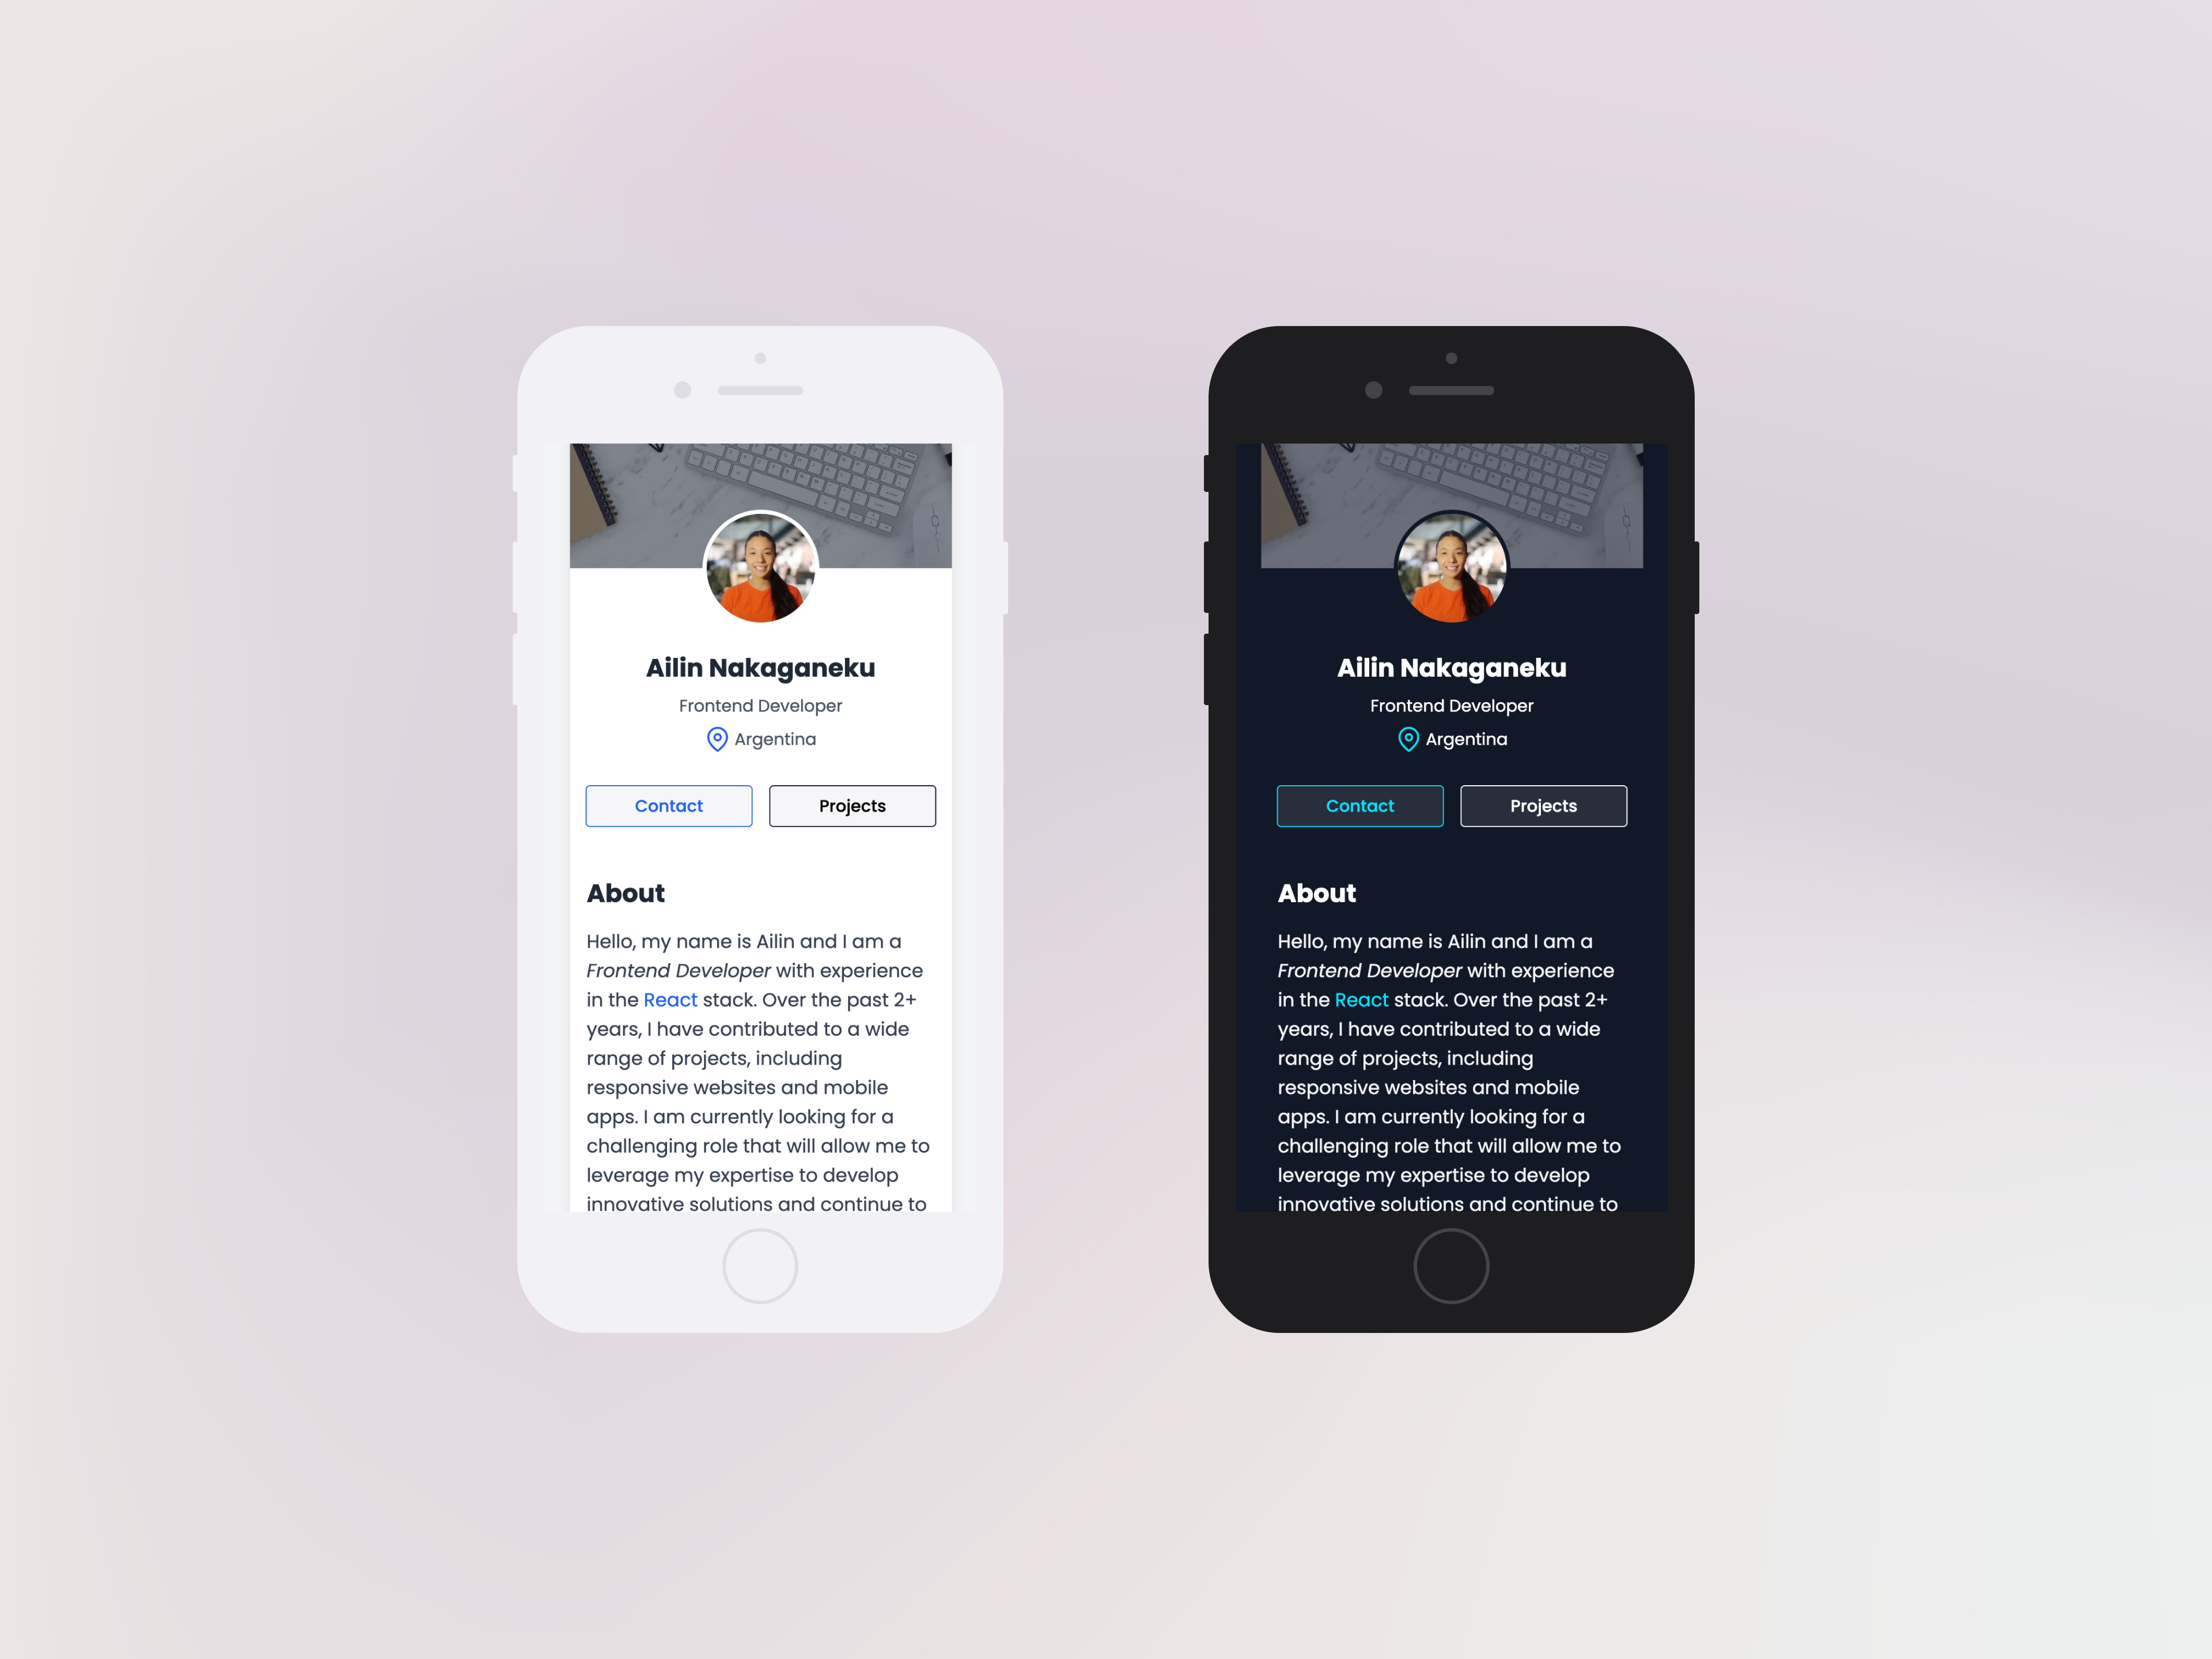 Ailin Nakaganeku
Frontend Developer
Argentina
Contact
Projects
About
Hello, my name is Ailin and I am a
Frontend Developer with experience
in the React stack. Over the past 2+
years, I have contributed to a wide
range of projects, including
responsive websites and mobile
apps. I am currently looking for a
challenging role that will allow me to
leverage my expertise to develop
innovative solutions and continue to
Ailin Nakaganeku
Frontend Developer
Argentina
Contact
Projects
About
Hello, my name is Ailin and I am a
Frontend Developer with experience
in the React stack. Over the past 2+
years, I have contributed to a wide
range of projects, including
responsive websites and mobile
apps. I am currently looking for a
challenging role that will allow me to
leverage my expertise to develop
innovative solutions and continue to